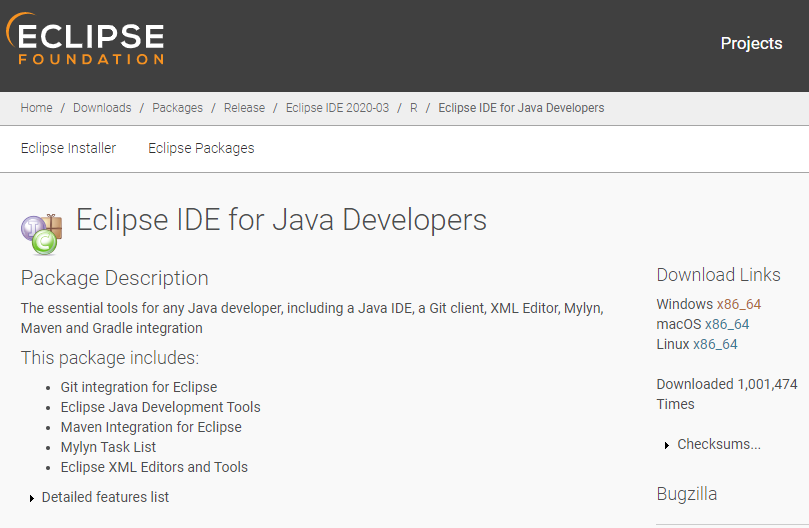 ECLIPSE
FOUNDATION
Projects
Home / Downloads / Packages / Release / Eclipse IDE 2020-03 / R / Eclipse IDE for Java Developers
Eclipse Installer Eclipse Packages
Eclipse IDE for Java Developers
Package Description
The essential tools for any Java developer, including a Java IDE, a Git client, XML Editor, Mylyn,
Maven and Gradle integration
This package includes:
Git integration for Eclipse
Eclipse Java Development Tools
Maven Integration for Eclipse
Mylyn Task List
Eclipse XML Editors and Tools
Detailed features list
Download Links
Windows x86_64
macOS x86_64
Linux x86_64
Downloaded 1,001,474
Times
Checksums...
Bugzilla